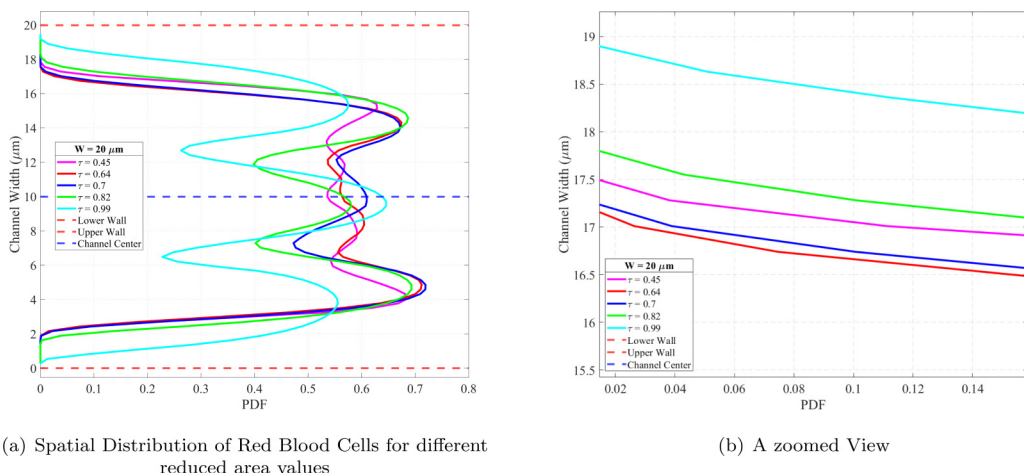 20
18
16
14
12
10
8
6
4
2
0
Channel Width (μm)
W = 20 μm
τ = 0.45
τ = 0.64
τ = 0.7
τ = 0.82
τ = 0.99
Lower Wall
Upper Wall
Channel Center
0 0.1 0.2 0.3 0.4 0.5 0.6 0.7 0.8
PDF
(a) Spatial Distribution of Red Blood Cells for different
reduced area values
19
18.5
18
17.5
17
16.5
16
15.5
Channel Width (μm)
W = 20 μm
τ = 0.45
τ = 0.64
τ = 0.7
τ = 0.82
τ = 0.99
Lower Wall
Upper Wall
Channel Center
0.02 0.04 0.06 0.08 0.1 0.12 0.14
PDF
(b) A zoomed View